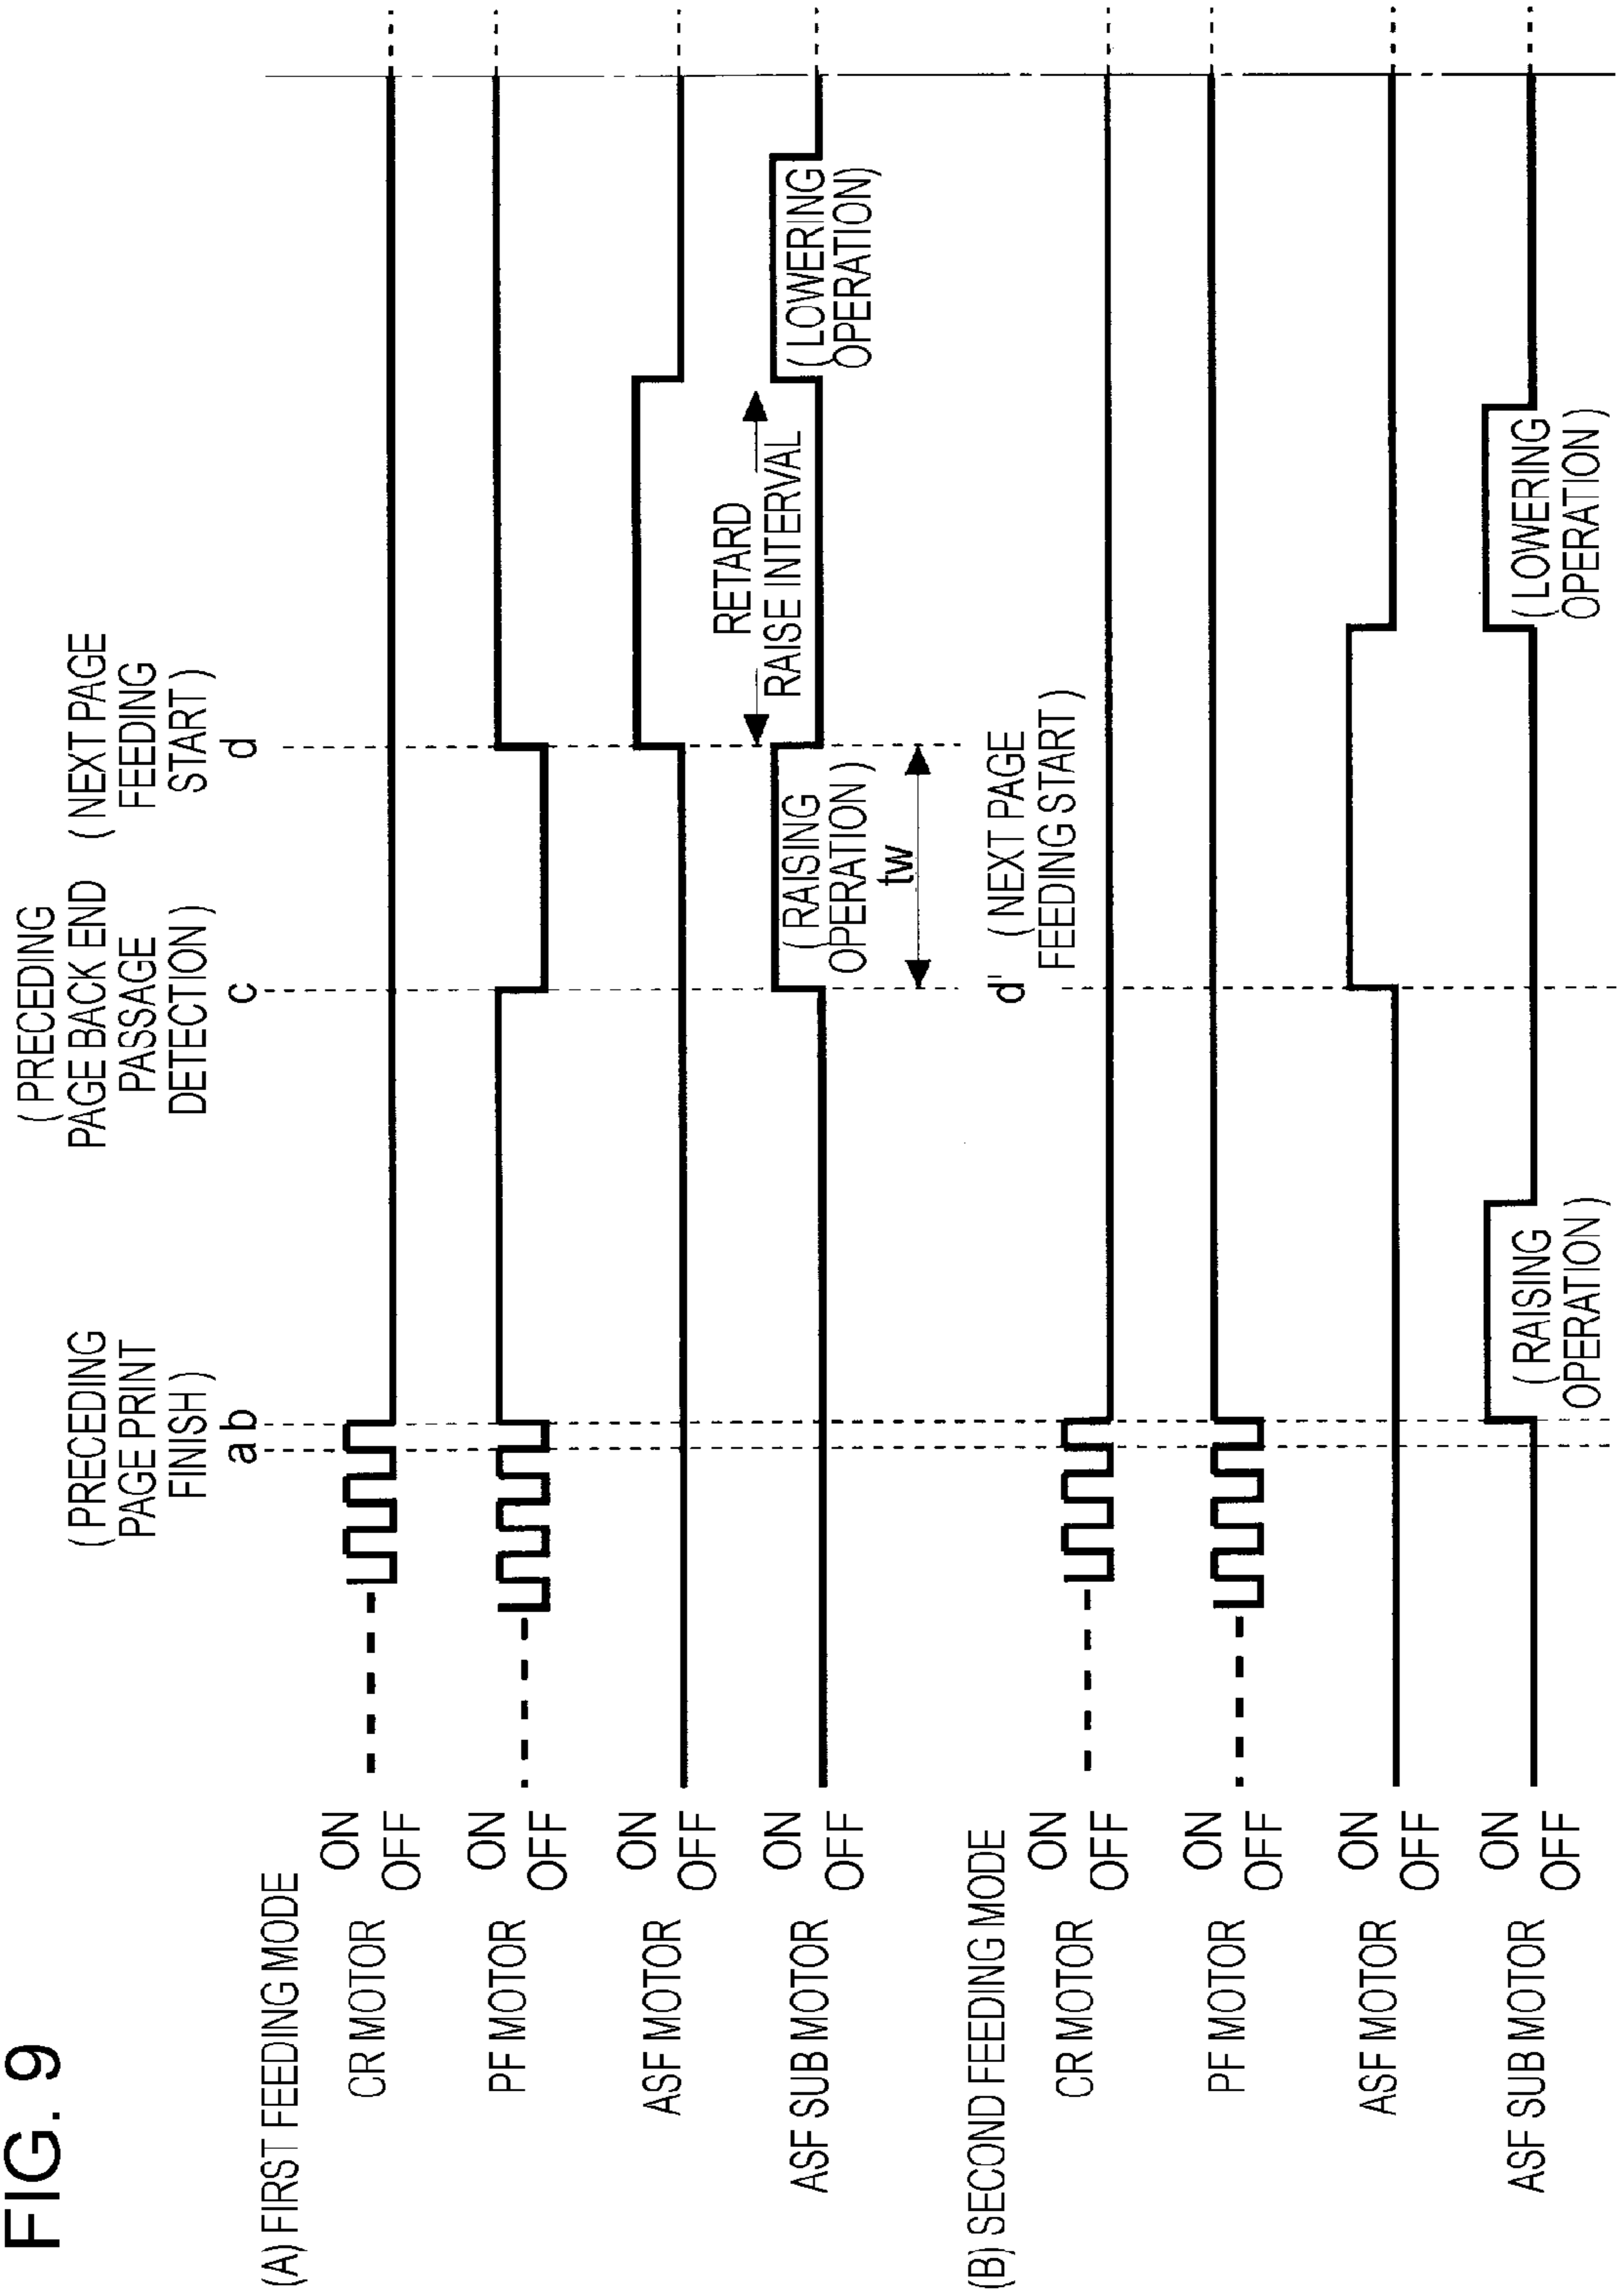 FIG. 9
( PRECEDING
PAGE PRINT
FINISH )
a b
( PRECEDING
PAGE BACK END
PASSAGE
DETECTION )
c
( NEXT PAGE
FEEDING
START )
d
(A) FIRST FEEDING MODE
CR MOTOR
ON
OFF
PF MOTOR
ON
OFF
ASF MOTOR
ON
OFF
RETARD
RAISE INTERVAL
ASF SUB MOTOR
ON
OFF
( RAISING
OPERATION )
tw
( LOWERING
OPERATION)
(B) SECOND FEEDING MODE
d'
( NEXT PAGE
FEEDING START )
CR MOTOR
ON
OFF
PF MOTOR
ON
OFF
ASF MOTOR
ON
OFF
ASF SUB MOTOR
ON
OFF
( RAISING
OPERATION )
( LOWERING
OPERATION )